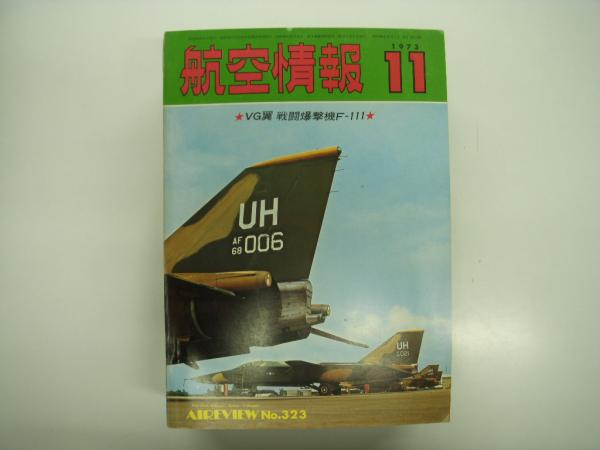 航空情報
1973
11
★VG翼 戦闘爆撃機F-111★
UH
AF
68
006
UH
021
AIREVIEW No.323